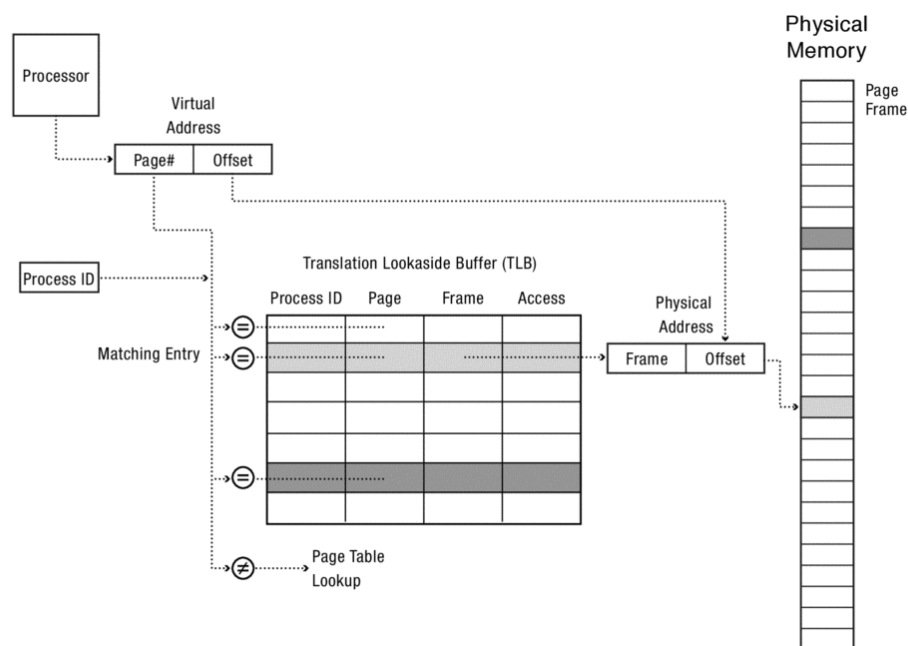 Physical
Memory
Processor
Page
Frame
Virtual
Address
Page#
Offset
Process ID
Translation Lookaside Buffer (TLB)
Process ID
Page
Frame
Access
Physical
Address
=
Matching Entry
=
Frame
Offset
=
≠
Page Table
Lookup